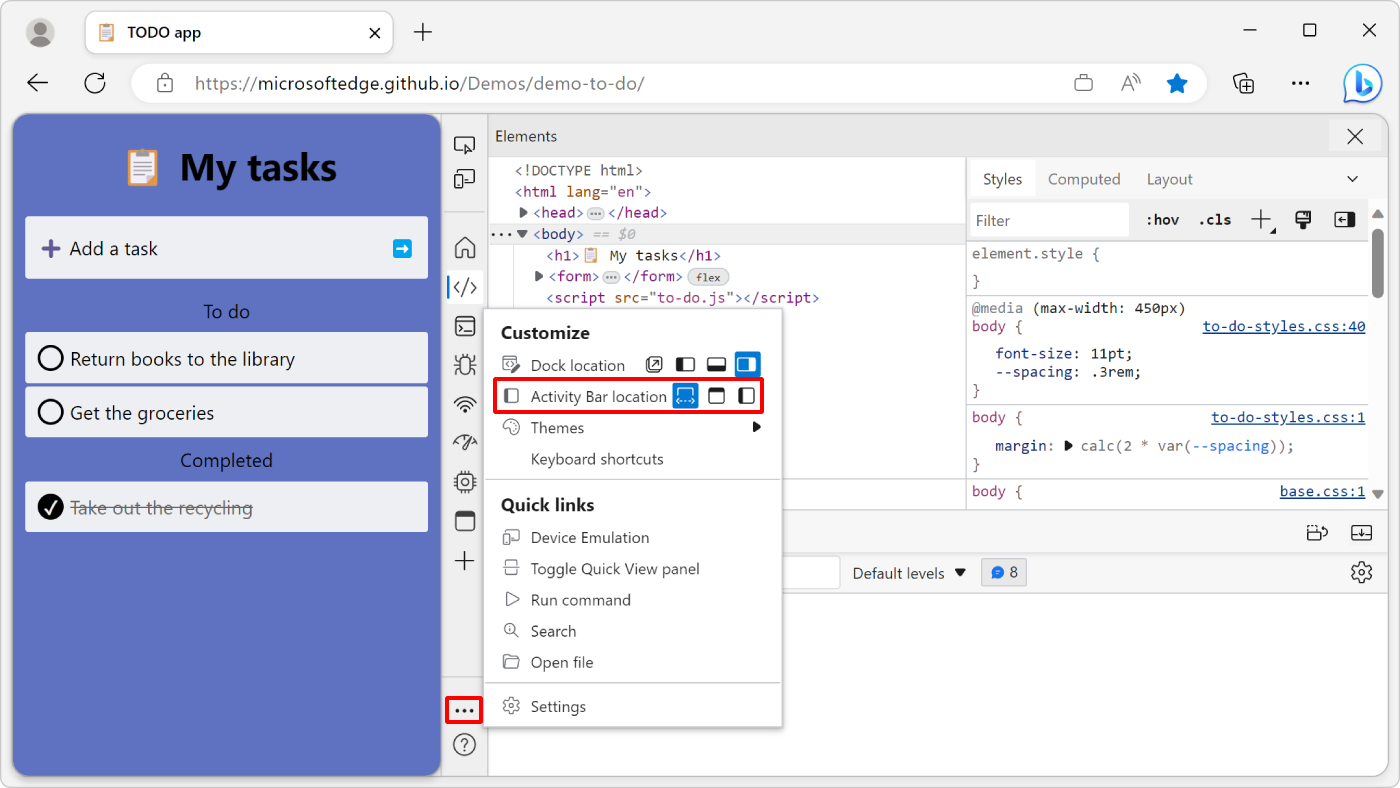 TODO app
https://microsoftedge.github.io/Demos/demo-to-do/
My tasks
Add a task
To do
Return books to the library
Get the groceries
Completed
Take out the recycling
Elements
<!DOCTYPE html>
<html lang="en">
<head> ··· </head>
··· <body> == $0
<h1>📋 My tasks</h1>
<form> ··· </form> flex
<script src="to-do.js"></script>
Customize
Dock location
Activity Bar location
Themes
Keyboard shortcuts
Quick links
Device Emulation
Toggle Quick View panel
Run command
Search
Open file
Settings
Styles Computed Layout
Filter :hov .cls
element.style {
}
@media (max-width: 450px)
body { to-do-styles.css:40
font-size: 11pt;
--spacing: .3rem;
}
body { to-do-styles.css:1
margin: calc(2 * var(--spacing));
}
body { base.css:1
Default levels 8